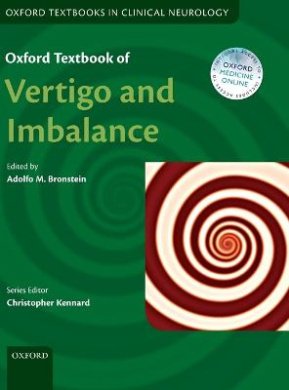 OXFORD TEXTBOOKS IN CLINICAL NEUROLOGY
Oxford Textbook of
Vertigo and
Imbalance
OXFORD
MEDICINE
ONLINE
Edited by
Adolfo M. Bronstein
Series Editor
Christopher Kennard
OXFORD